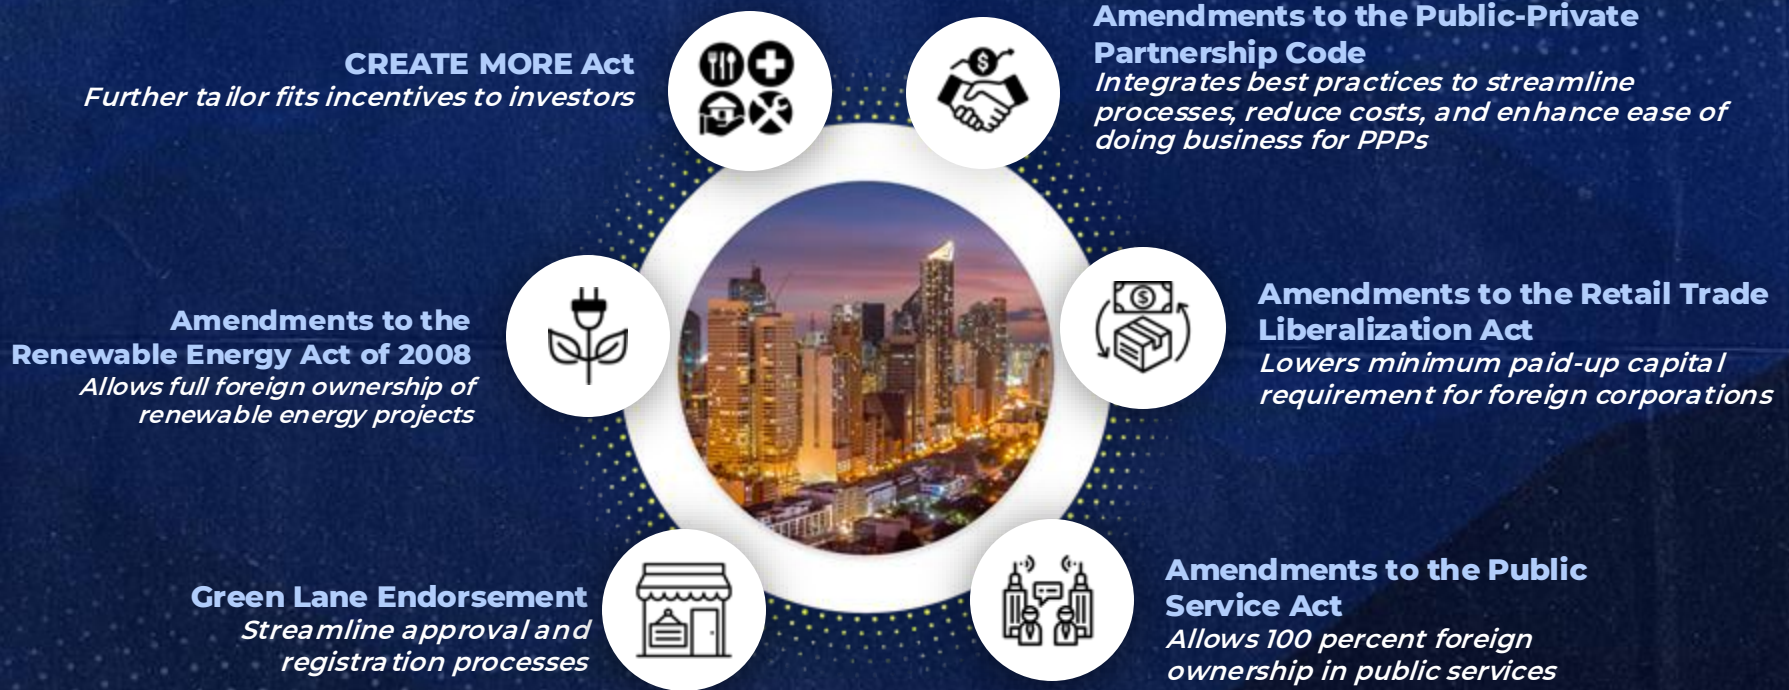 CREATE MORE Act
Further tailor fits incentives to investors
Amendments to the Public-Private
Partnership Code
Integrates best practices to streamline
processes, reduce costs, and enhance ease of
doing business for PPPs
Amendments to the
Renewable Energy Act of 2008
Allows full foreign ownership of
renewable energy projects
Amendments to the Retail Trade
Liberalization Act
Lowers minimum paid-up capital
requirement for foreign corporations
Green Lane Endorsement
Streamline approval and
registration processes
Amendments to the Public
Service Act
Allows 100 percent foreign
ownership in public services